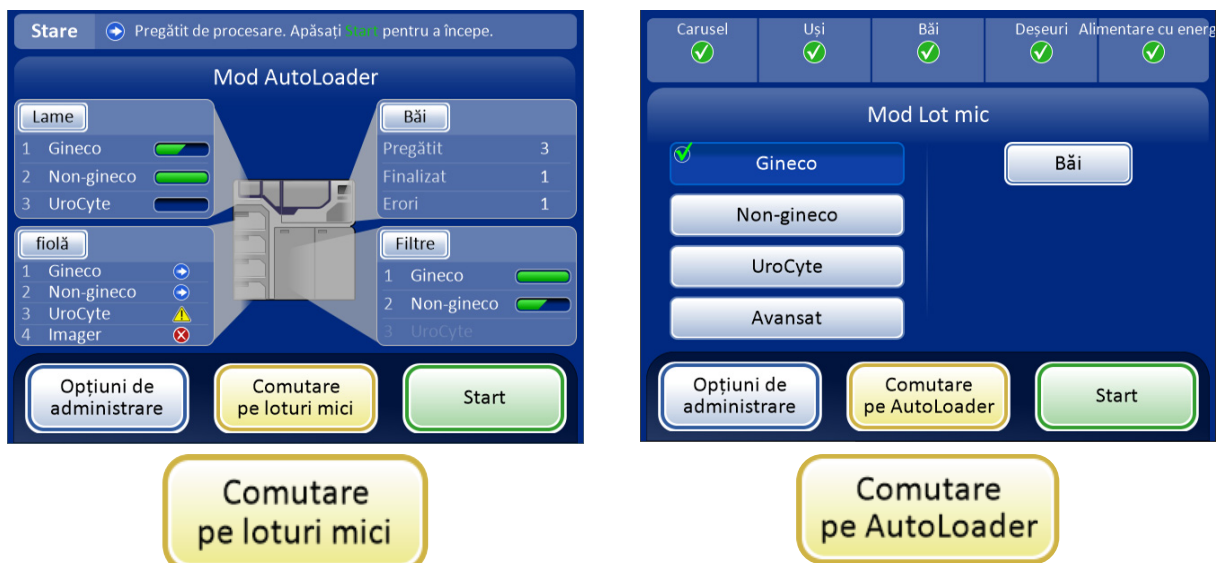 Stare
Pregătit de procesare. Apăsați Start pentru a începe.
Mod AutoLoader
Lame
1 Gineco
2 Non-gineco
3 UroCyte
Băi
Pregătit 3
Finalizat 1
Erori 1
fiolă
1 Gineco
2 Non-gineco
3 UroCyte
4 Imager
Filtre
1 Gineco
2 Non-gineco
3 UroCyte
Opțiuni de
administrare
Comutare
pe loturi mici
Start
Comutare
pe loturi mici
Carusel
Uși
Băi
Deșeuri
Alimentare cu energ
Mod Lot mic
Gineco
Non-gineco
UroCyte
Avansat
Băi
Opțiuni de
administrare
Comutare
pe AutoLoader
Start
Comutare
pe AutoLoader